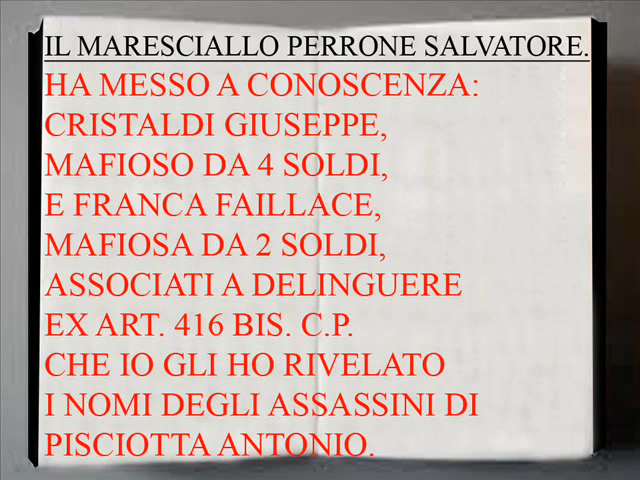 IL MARESCIALLO PERRONE SALVATORE.
HA MESSO A CONOSCENZA:
CRISTALDI GIUSEPPE,
MAFIOSO DA 4 SOLDI,
E FRANCA FAILLACE,
MAFIOSA DA 2 SOLDI,
ASSOCIATI A DELINGUERE
EX ART. 416 BIS. C.P.
CHE IO GLI HO RIVELATO
I NOMI DEGLI ASSASSINI DI
PISCIOTTA ANTONIO.